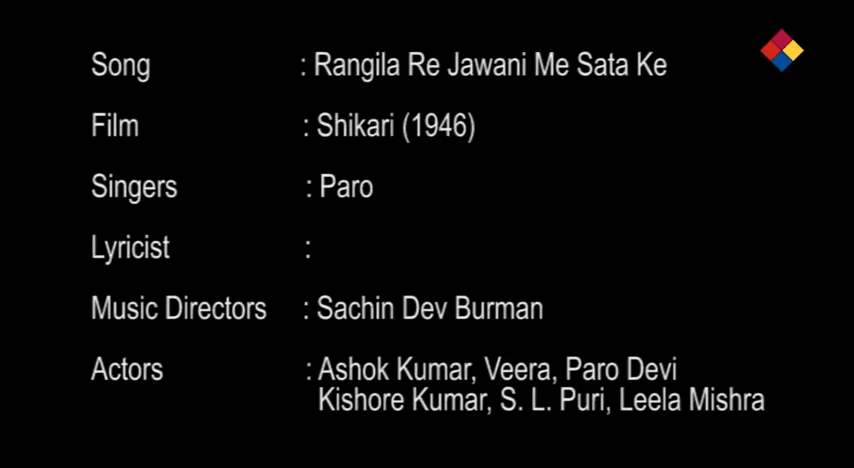 Song : Rangila Re Jawani Me Sata Ke
Film : Shikari (1946)
Singers : Paro
Lyricist :
Music Directors : Sachin Dev Burman
Actors : Ashok Kumar, Veera, Paro Devi
Kishore Kumar, S. L. Puri, Leela Mishra